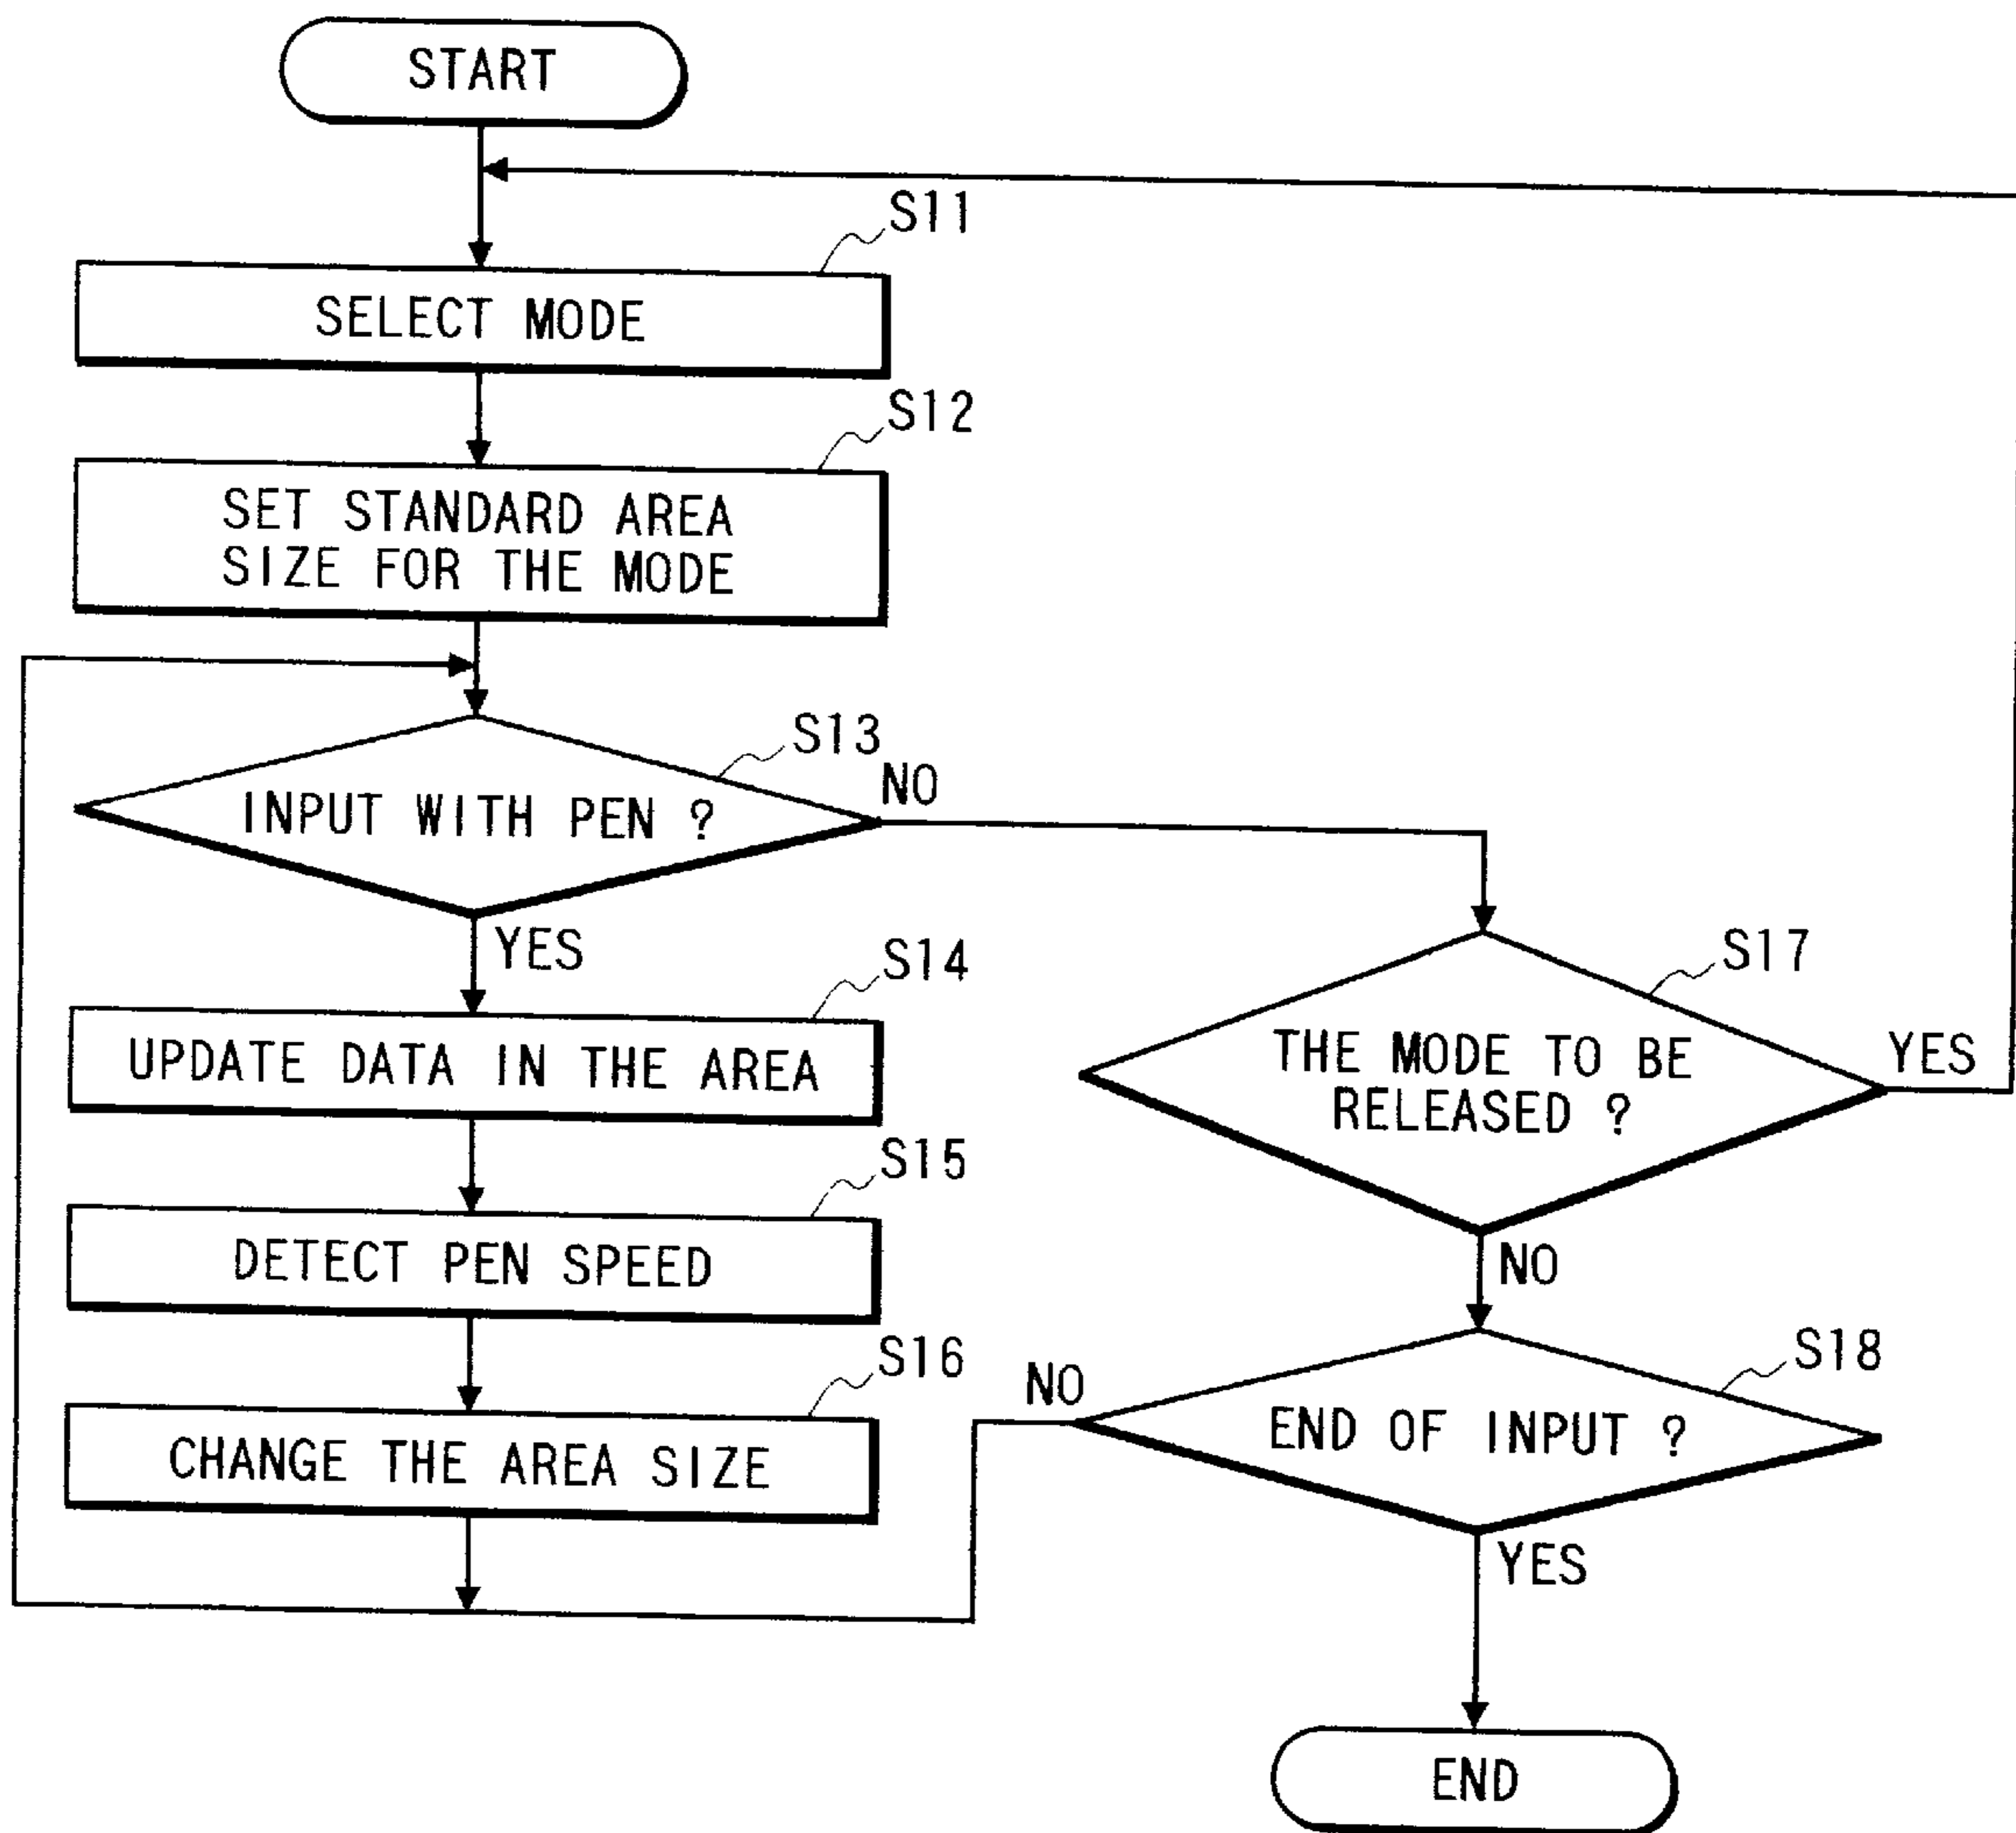 START
S11
SELECT MODE
S12
SET STANDARD AREA
SIZE FOR THE MODE
S13
INPUT WITH PEN ?
NO
YES
S14
UPDATE DATA IN THE AREA
S15
DETECT PEN SPEED
S16
CHANGE THE AREA SIZE
S17
THE MODE TO BE
RELEASED ?
YES
NO
S18
NO
END OF INPUT ?
YES
END